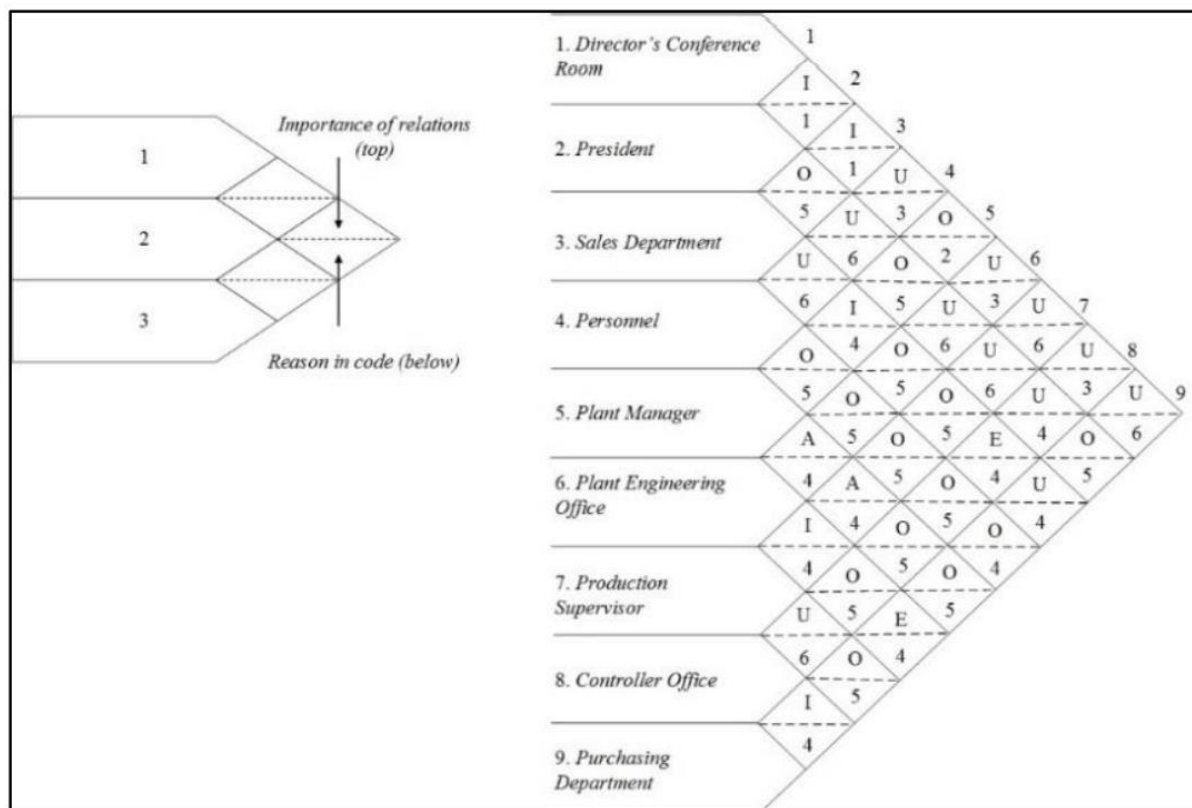 Importance of relations
(top)
1
2
3
Reason in code (below)
1. Director's Conference
Room
1
I 2
1 I 3
2. President
O 1 U 4
5 U 3 O 5
3. Sales Department
U 6 O 2 U 6
6 I 5 U 3 U 7
4. Personnel
O 4 O 6 U 6 U 8
5 O 5 O 6 U 3 U 9
5. Plant Manager
A 5 O 5 E 4 O 6
6. Plant Engineering
Office
4 A 5 O 4 U 5
I 4 O 5 O 4
7. Production
Supervisor
4 O 5 O 4
U 5 E 5
8. Controller Office
6 O 4
I 5
9. Purchasing
Department
4